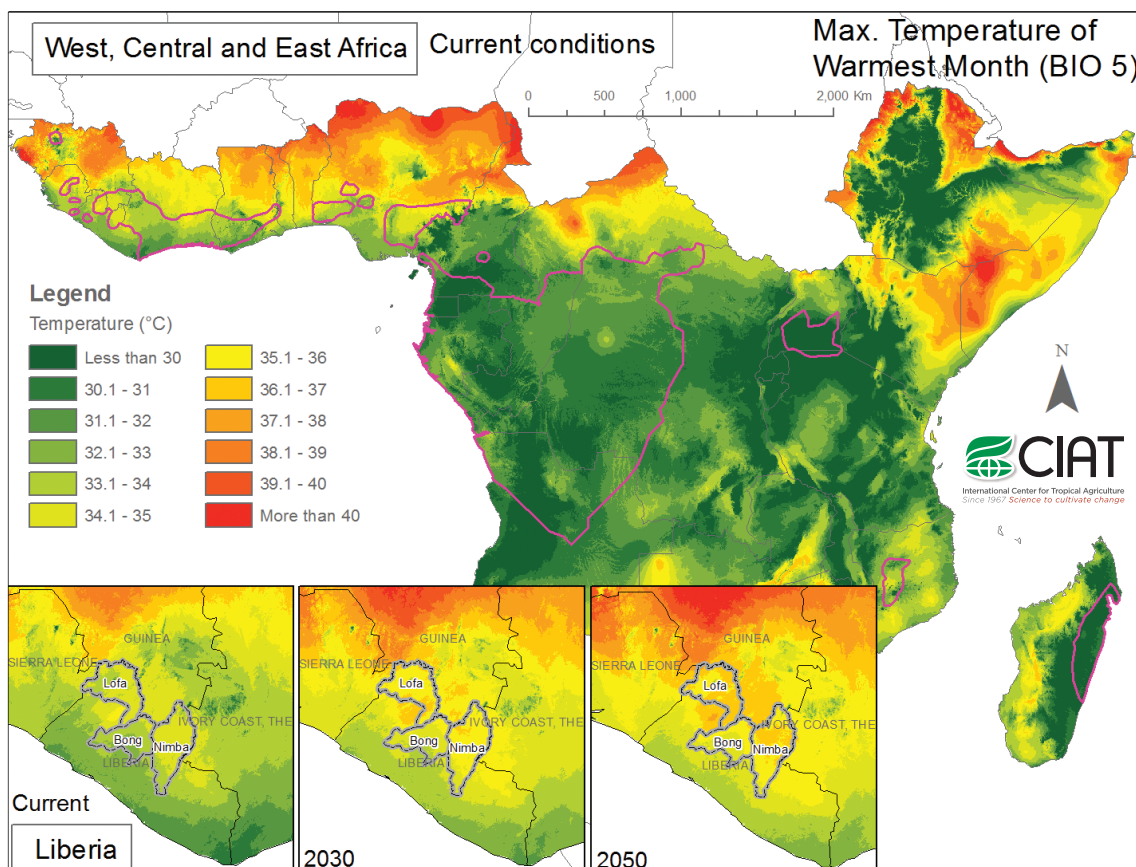 West, Central and East Africa
Current conditions
Max. Temperature of
Warmest Month (BIO 5)
0 500 1,000 2,000 Km
Legend
Temperature (°C)
Less than 30
30.1 - 31
31.1 - 32
32.1 - 33
33.1 - 34
34.1 - 35
35.1 - 36
36.1 - 37
37.1 - 38
38.1 - 39
39.1 - 40
More than 40
N
CIAT
International Center for Tropical Agriculture
Since 1967 Science to cultivate change
GUINEA
SIERRA LEONE
Lofa
IVORY COAST, THE
Bong
Nimba
LIBERIA
Current
Liberia
GUINEA
SIERRA LEONE
Lofa
IVORY COAST, THE
Bong
Nimba
LIBERIA
2030
GUINEA
SIERRA LEONE
Lofa
IVORY COAST, THE
Bong
Nimba
LIBERIA
2050